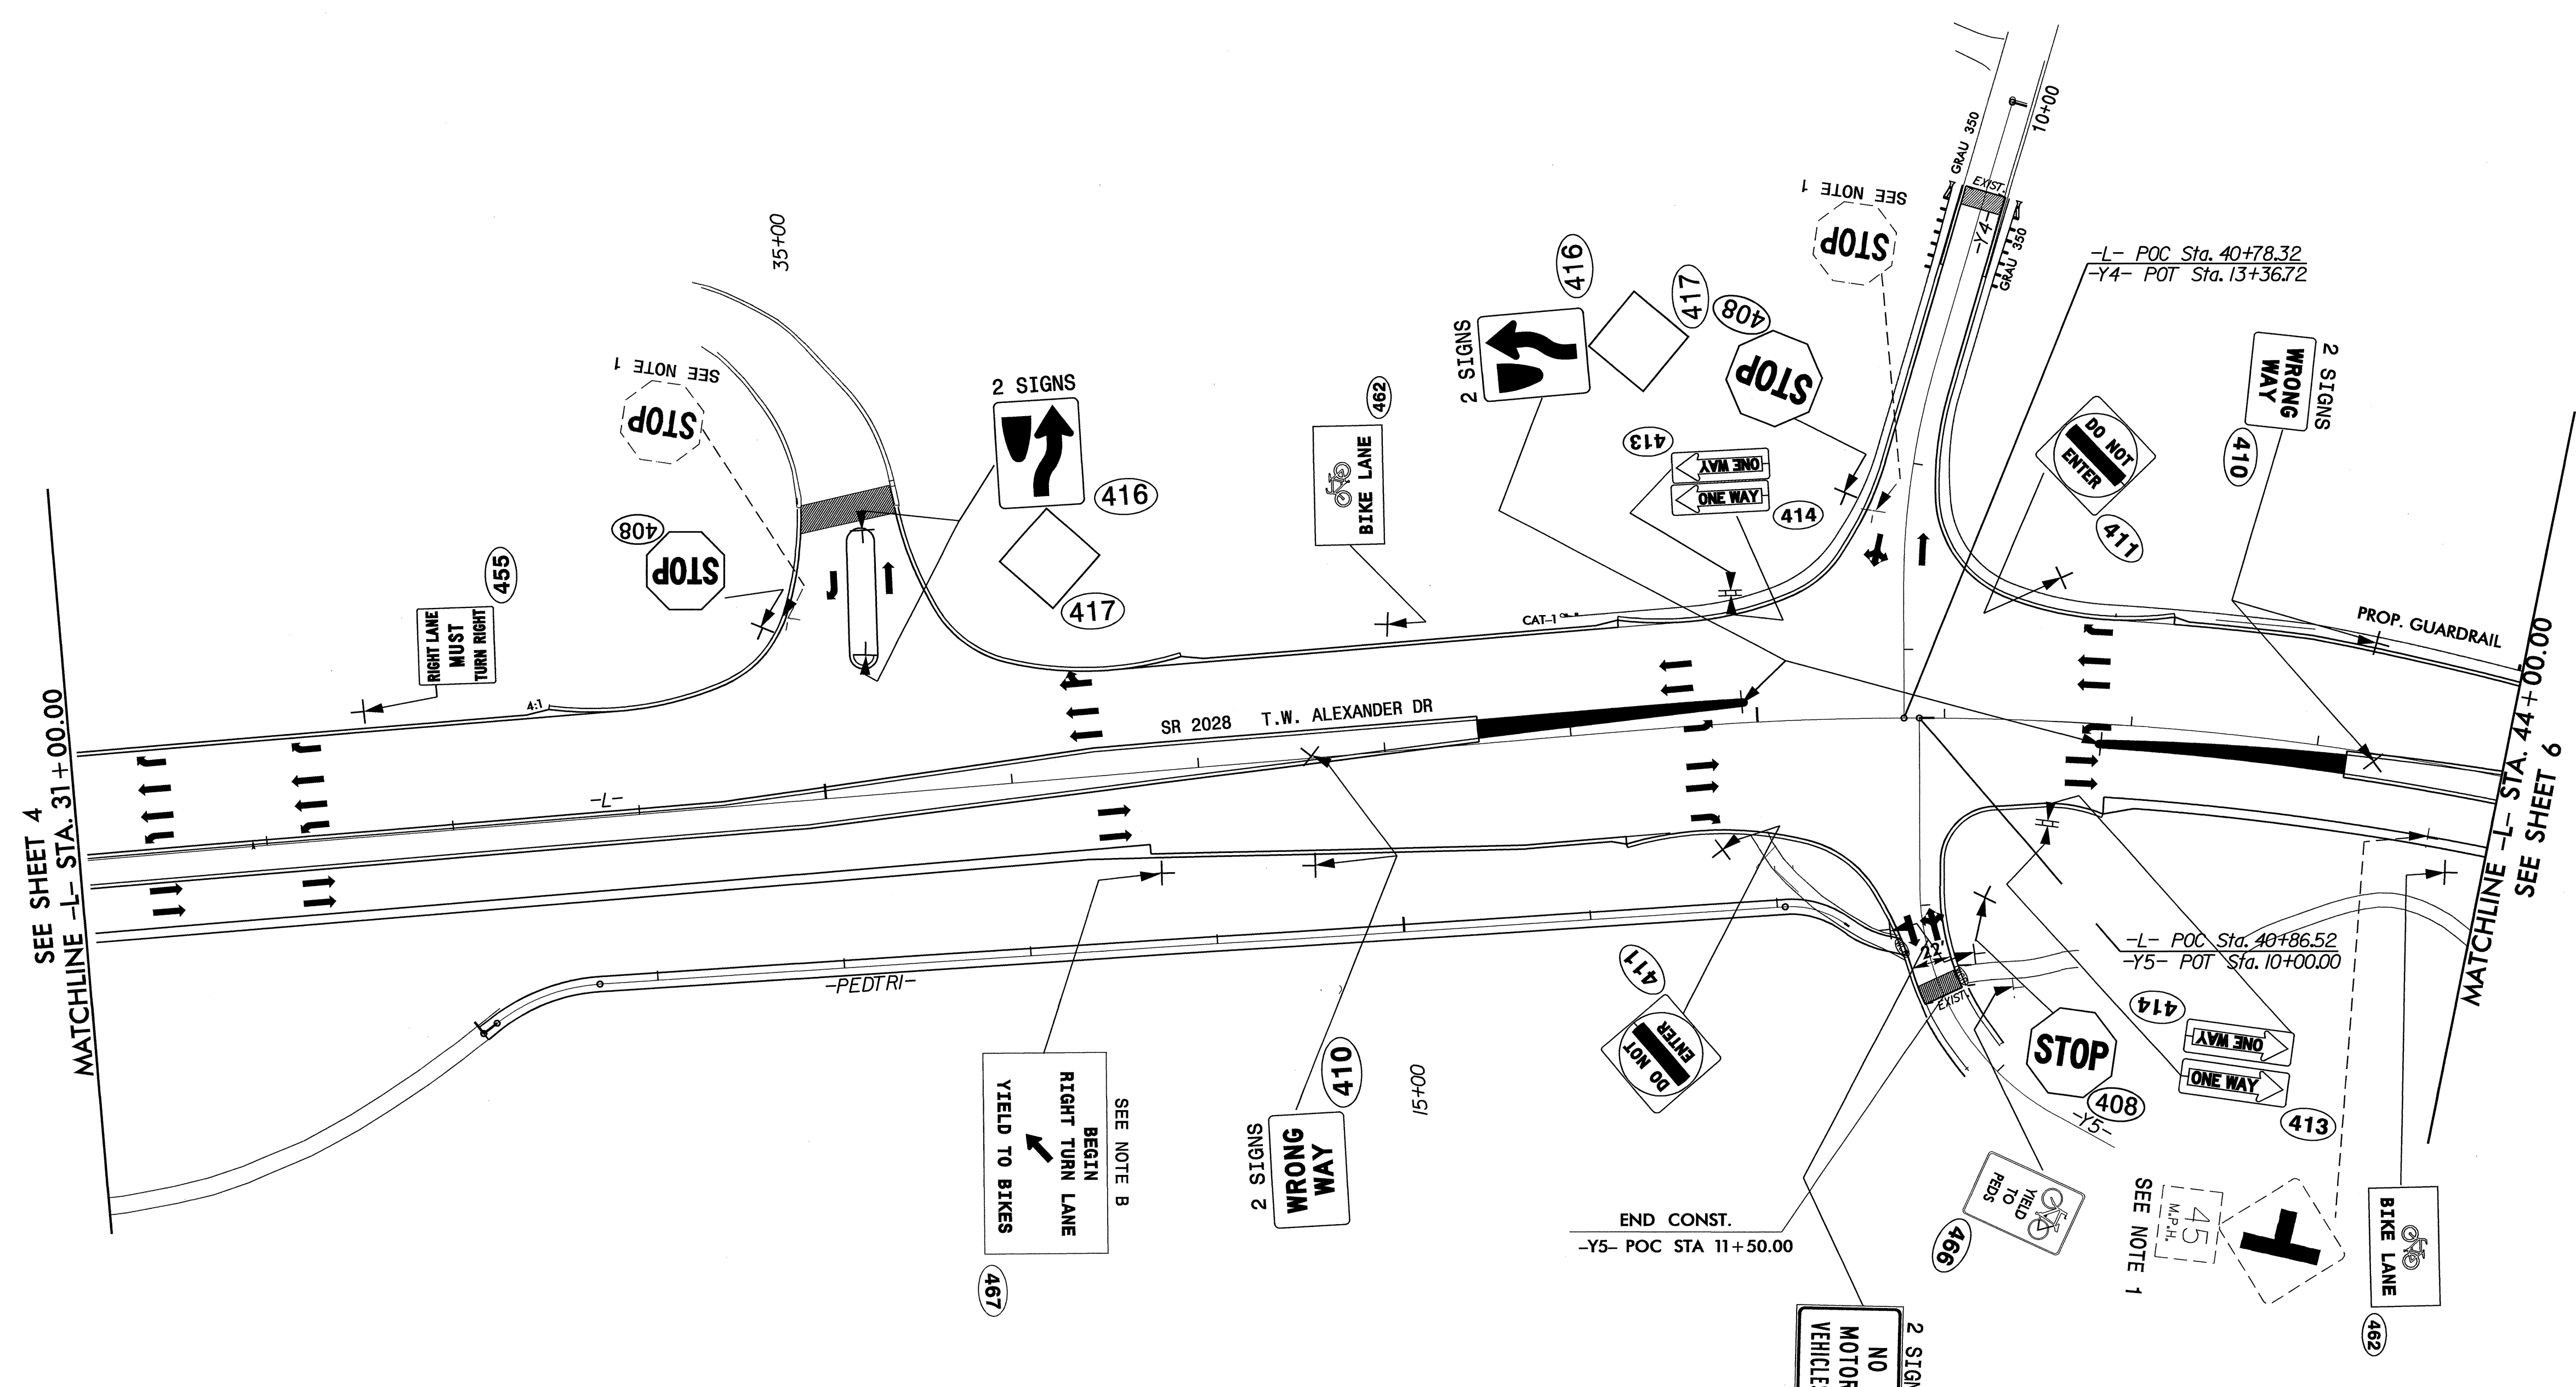 SEE SHEET 4
MATCHLINE -L- STA. 31+00.00
RIGHT LANE
MUST
TURN RIGHT
455
4:1
408
STOP
STOP
SEE NOTE 1
35+00
2 SIGNS
416
417
-L-
SR 2028 T.W. ALEXANDER DR
462
BIKE LANE
2 SIGNS
416
417
408
STOP
STOP
SEE NOTE 1
413
ONE WAY
ONE WAY
414
CAT-1
GRAU 350
EXIST.
-Y4-
GRAU 350
10+00
-L- POC Sta. 40+78.32
-Y4- POT Sta. 13+36.72
DO NOT
ENTER
411
2 SIGNS
WRONG
WAY
410
PROP. GUARDRAIL
MATCHLINE -L- STA. 44+00.00
SEE SHEET 6
-PEDTRI-
BEGIN
RIGHT TURN LANE
YIELD TO BIKES
SEE NOTE B
467
2 SIGNS
WRONG
WAY
410
15+00
411
DO NOT
ENTER
22'
EXIST.
-L- POC Sta. 40+86.52
-Y5- POT Sta. 10+00.00
414
ONE WAY
ONE WAY
413
STOP
408
-Y5-
END CONST.
-Y5- POC STA 11+50.00
YIELD
TO
PEDS
466
SEE NOTE 1
45
M.P.H.
BIKE LANE
462
NO
MOTOR
2